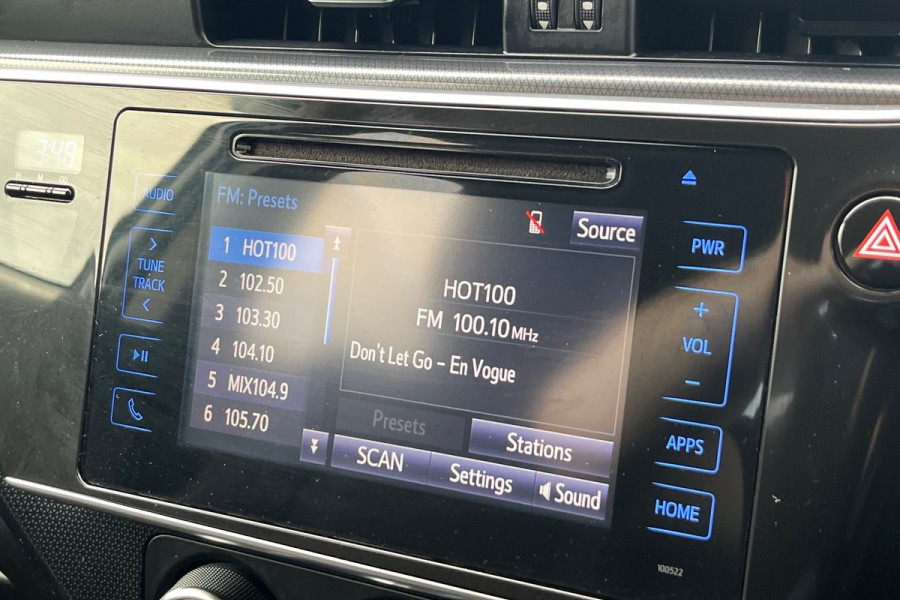 3:48
H M 00
AUDIO
TUNE
TRACK
FM: Presets
1 HOT100
2 102.50
3 103.30
4 104.10
5 MIX104.9
6 105.70
Source
HOT100
FM 100.10 MHz
Don't Let Go - En Vogue
Presets
Stations
SCAN
Settings
Sound
PWR
+
VOL
-
APPS
HOME
100522